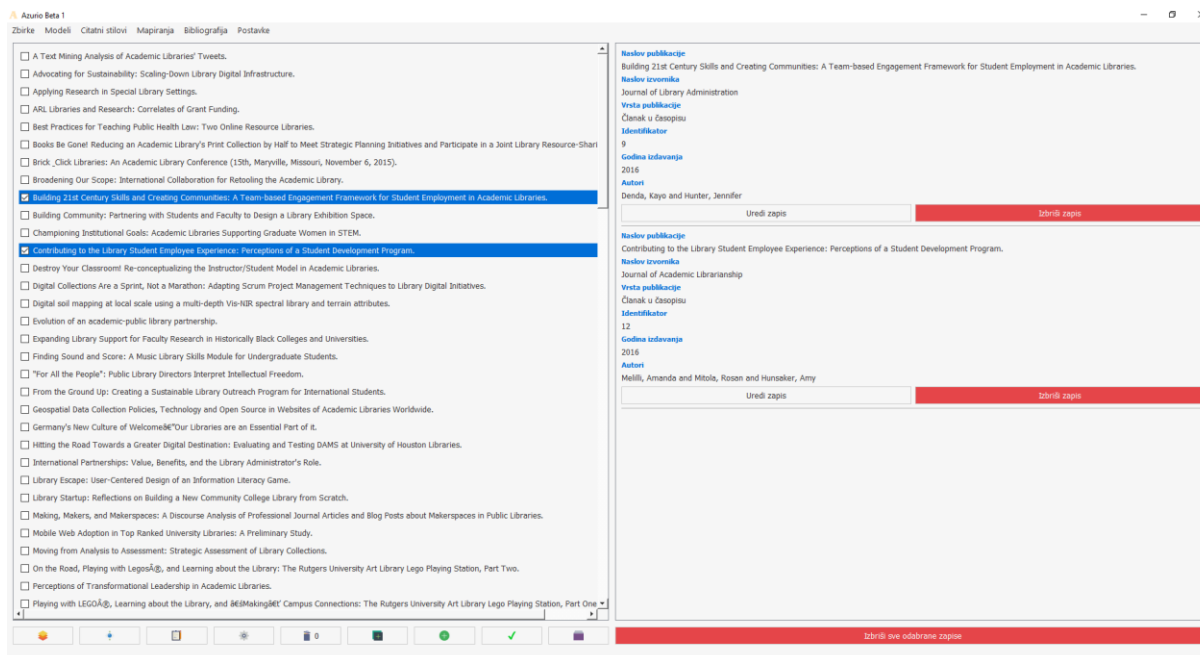 Azurio Beta 1
Zbirke Modeli Citatni stilovi Mapiranja Bibliografija Postavke
A Text Mining Analysis of Academic Libraries' Tweets.
Advocating for Sustainability: Scaling-Down Library Digital Infrastructure.
Applying Research in Special Library Settings.
ARL Libraries and Research: Correlates of Grant Funding.
Best Practices for Teaching Public Health Law: Two Online Resource Libraries.
Books Be Gone! Reducing an Academic Library's Print Collection by Half to Meet Strategic Planning Initiatives and Participate in a Joint Library Resource-Shari
Brick_Click Libraries: An Academic Library Conference (15th, Maryville, Missouri, November 6, 2015).
Broadening Our Scope: International Collaboration for Retooling the Academic Library.
Building 21st Century Skills and Creating Communities: A Team-based Engagement Framework for Student Employment in Academic Libraries.
Building Community: Partnering with Students and Faculty to Design a Library Exhibition Space.
Championing Institutional Goals: Academic Libraries Supporting Graduate Women in STEM.
Contributing to the Library Student Employee Experience: Perceptions of a Student Development Program.
Destroy Your Classroom! Re-conceptualizing the Instructor/Student Model in Academic Libraries.
Digital Collections Are a Sprint, Not a Marathon: Adapting Scrum Project Management Techniques to Library Digital Initiatives.
Digital soil mapping at local scale using a multi-depth Vis-NIR spectral library and terrain attributes.
Evolution of an academic-public library partnership.
Expanding Library Support for Faculty Research in Historically Black Colleges and Universities.
Finding Sound and Score: A Music Library Skills Module for Undergraduate Students.
"For All the People": Public Library Directors Interpret Intellectual Freedom.
From the Ground Up: Creating a Sustainable Library Outreach Program for International Students.
Geospatial Data Collection Policies, Technology and Open Source in Websites of Academic Libraries Worldwide.
Germany's New Culture of Welcomeâ€"Our Libraries are an Essential Part of it.
Hitting the Road Towards a Greater Digital Destination: Evaluating and Testing DAMS at University of Houston Libraries.
International Partnerships: Value, Benefits, and the Library Administrator's Role.
Library Escape: User-Centered Design of an Information Literacy Game.
Library Startup: Reflections on Building a New Community College Library from Scratch.
Making, Makers, and Makerspaces: A Discourse Analysis of Professional Journal Articles and Blog Posts about Makerspaces in Public Libraries.
Mobile Web Adoption in Top Ranked University Libraries: A Preliminary Study.
Moving from Analysis to Assessment: Strategic Assessment of Library Collections.
On the Road, Playing with LegosÂ®, and Learning about the Library: The Rutgers University Art Library Lego Playing Station, Part Two.
Perceptions of Transformational Leadership in Academic Libraries.
Playing with LEGOÂ®, Learning about the Library, and â€šMakingâ€ť Campus Connections: The Rutgers University Art Library Lego Playing Station, Part One
0
Naslov publikacije
Building 21st Century Skills and Creating Communities: A Team-based Engagement Framework for Student Employment in Academic Libraries.
Naslov izvornika
Journal of Library Administration
Vrsta publikacije
Članak u časopisu
Identifikator
9
Godina izdavanja
2016
Autori
Denda, Kayo and Hunter, Jennifer
Uredi zapis Izbriši zapis
Naslov publikacije
Contributing to the Library Student Employee Experience: Perceptions of a Student Development Program.
Naslov izvornika
Journal of Academic Librarianship
Vrsta publikacije
Članak u časopisu
Identifikator
12
Godina izdavanja
2016
Autori
Melilli, Amanda and Mitola, Rosan and Hunsaker, Amy
Uredi zapis Izbriši zapis
Izbriši sve odabrane zapise